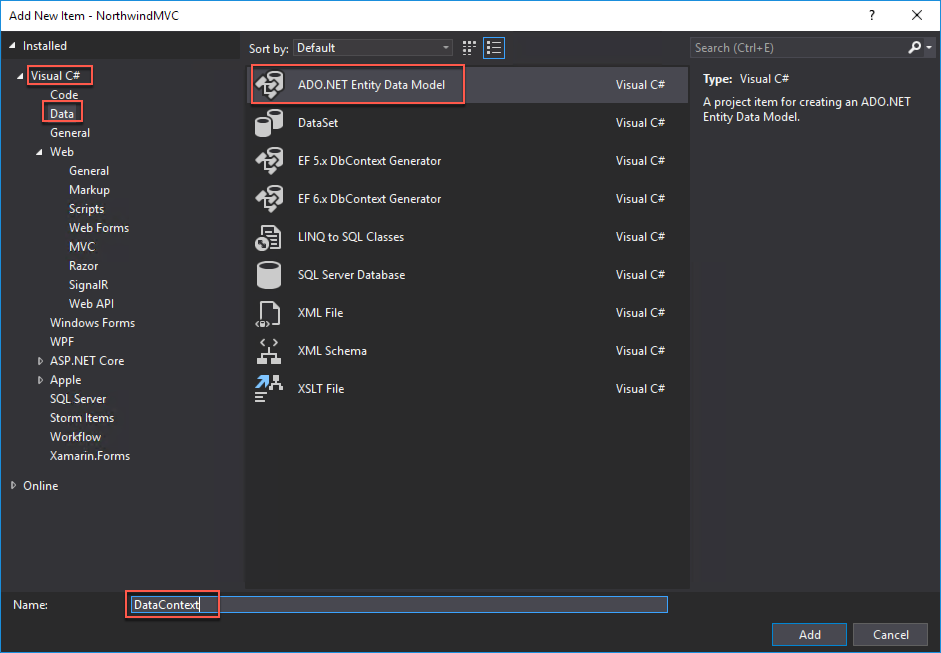 Add New Item - NorthwindMVC
?
Installed
Sort by: Default
Search (Ctrl+E)
Visual C#
Code
Data
General
Web
General
Markup
Scripts
Web Forms
MVC
Razor
SignalR
Web API
Windows Forms
WPF
ASP.NET Core
Apple
SQL Server
Storm Items
Workflow
Xamarin.Forms
Online
ADO.NET Entity Data Model Visual C#
DataSet Visual C#
EF 5.x DbContext Generator Visual C#
EF 6.x DbContext Generator Visual C#
LINQ to SQL Classes Visual C#
SQL Server Database Visual C#
XML File Visual C#
XML Schema Visual C#
XSLT File Visual C#
Type: Visual C#
A project item for creating an ADO.NET
Entity Data Model.
Name: DataContext
Add Cancel